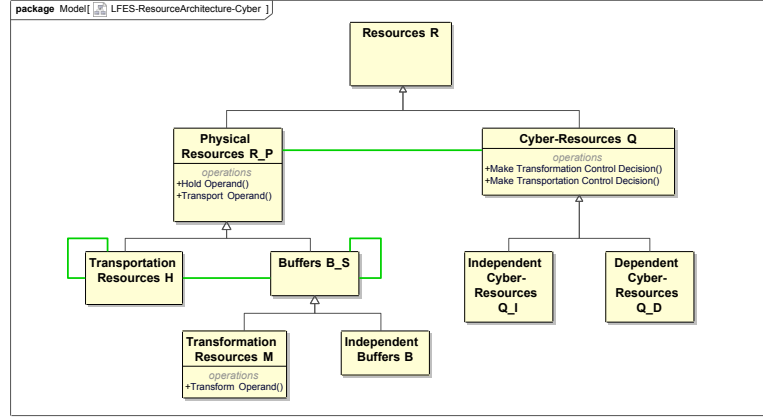 package Model[ LFES-ResourceArchitecture-Cyber ]
Resources R
Physical
Resources R_P
operations
+Hold Operand()
+Transport Operand()
Cyber-Resources Q
operations
+Make Transformation Control Decision()
+Make Transportation Control Decision()
Transportation
Resources H
Buffers B_S
Independent
Cyber-
Resources
Q_I
Dependent
Cyber-
Resources
Q_D
Transformation
Resources M
operations
+Transform Operand()
Independent
Buffers B